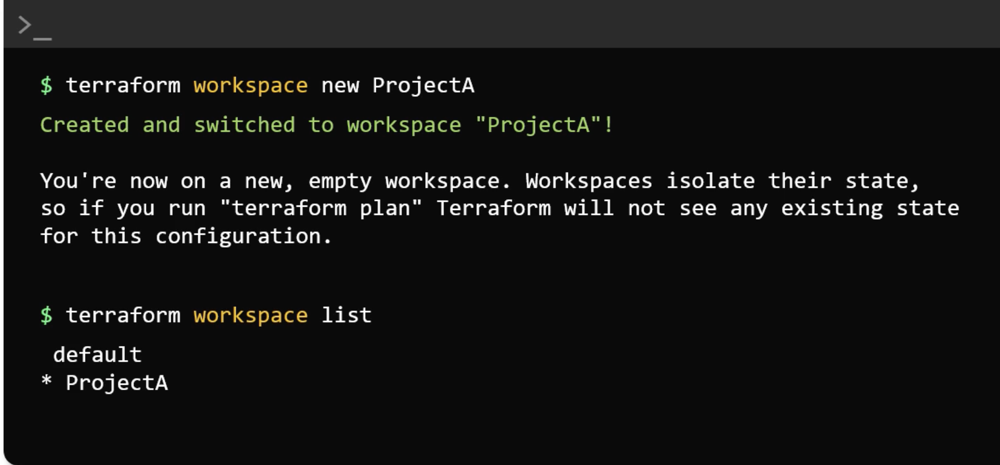 >_
$ terraform workspace new ProjectA
Created and switched to workspace "ProjectA"!
You're now on a new, empty workspace. Workspaces isolate their state,
so if you run "terraform plan" Terraform will not see any existing state
for this configuration.
$ terraform workspace list
default
* ProjectA